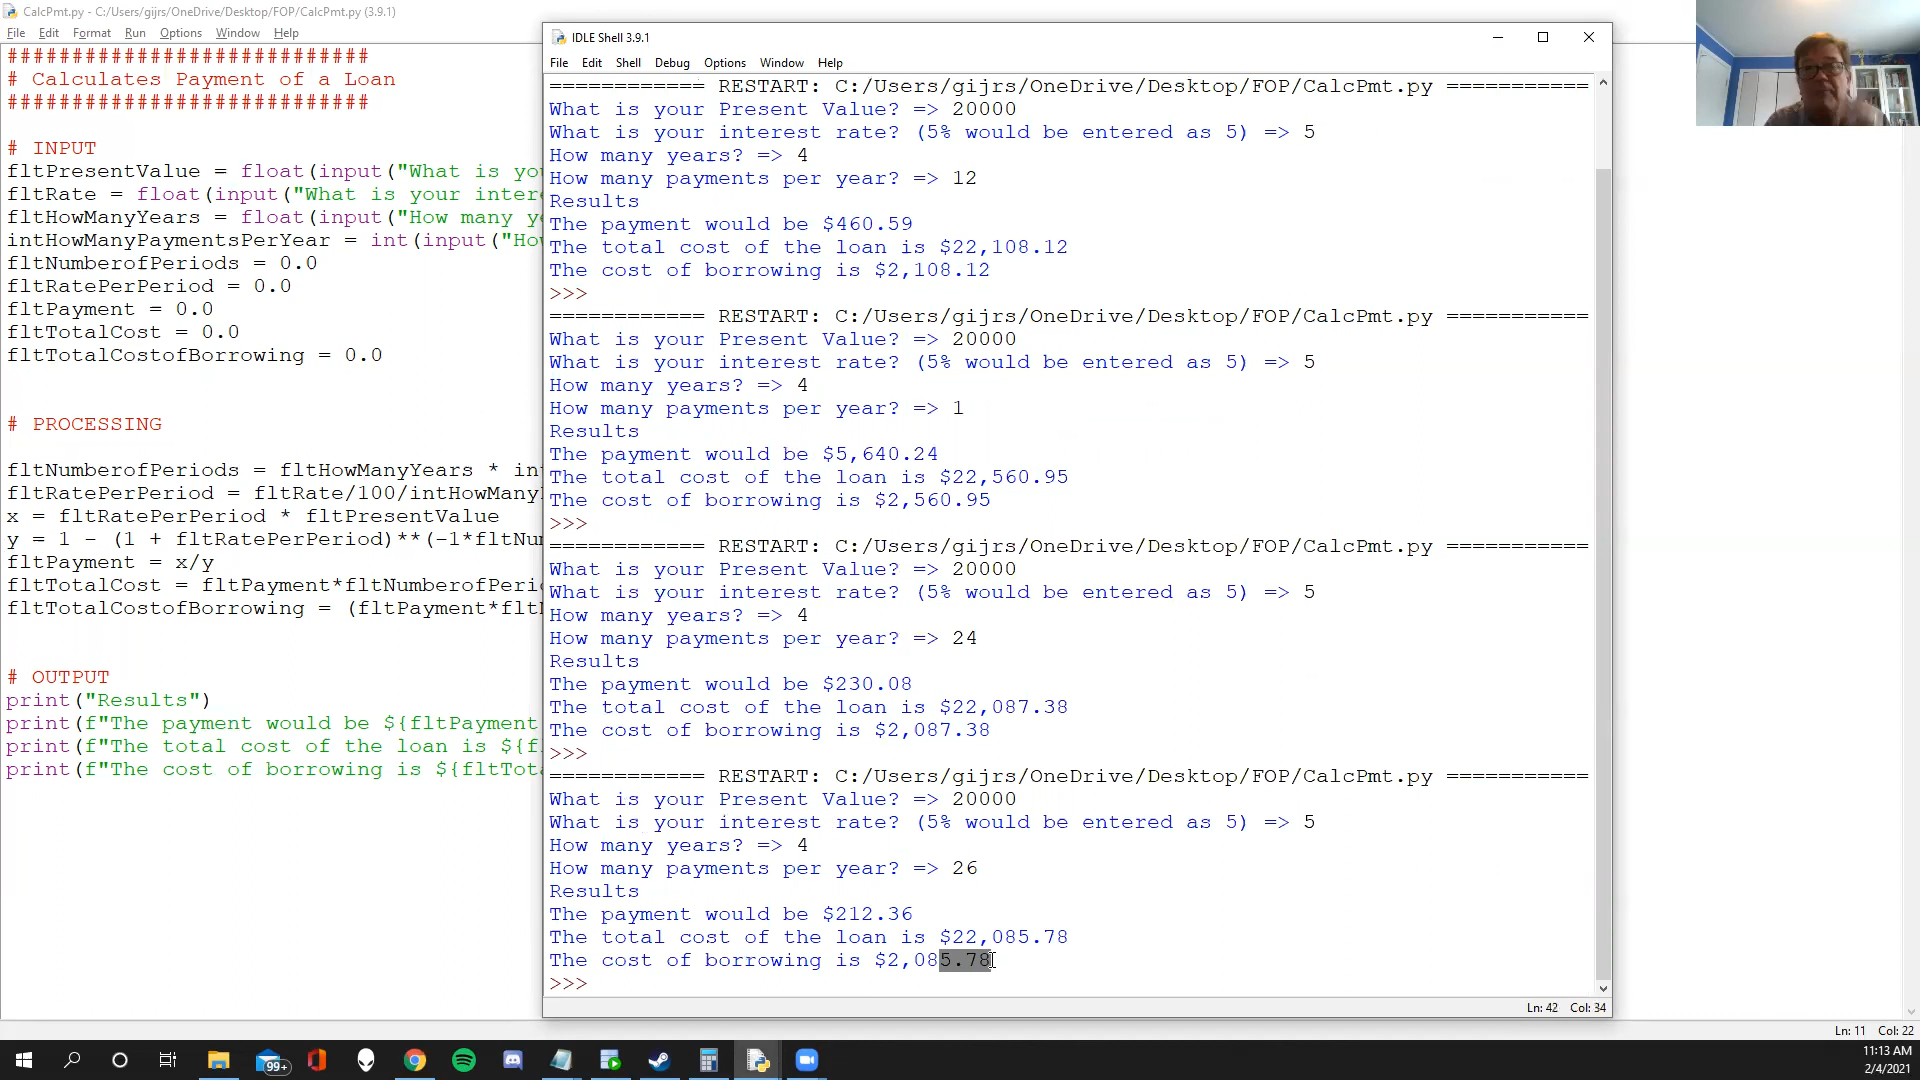 CalcPmt.py - C:/Users/gijrs/OneDrive/Desktop/FOP/CalcPmt.py (3.9.1)
File Edit Format Run Options Window Help
############################
# Calculates Payment of a Loan
############################
# INPUT
fltPresentValue = float(input("What is yo
fltRate = float(input("What is your inter
fltHowManyYears = float(input("How many ye
intHowManyPaymentsPerYear = int(input("Ho
fltNumberofPeriods = 0.0
fltRatePerPeriod = 0.0
fltPayment = 0.0
fltTotalCost = 0.0
fltTotalCostofBorrowing = 0.0
# PROCESSING
fltNumberofPeriods = fltHowManyYears * in
fltRatePerPeriod = fltRate/100/intHowMany
x = fltRatePerPeriod * fltPresentValue
y = 1 - (1 + fltRatePerPeriod)**(-1*fltNu
fltPayment = x/y
fltTotalCost = fltPayment*fltNumberofPeri
fltTotalCostofBorrowing = (fltPayment*flt
# OUTPUT
print("Results")
print(f"The payment would be ${fltPayment
print(f"The total cost of the loan is ${f
print(f"The cost of borrowing is ${fltTot
IDLE Shell 3.9.1
File Edit Shell Debug Options Window Help
============ RESTART: C:/Users/gijrs/OneDrive/Desktop/FOP/CalcPmt.py ===========
What is your Present Value? => 20000
What is your interest rate? (5% would be entered as 5) => 5
How many years? => 4
How many payments per year? => 12
Results
The payment would be $460.59
The total cost of the loan is $22,108.12
The cost of borrowing is $2,108.12
>>>
============ RESTART: C:/Users/gijrs/OneDrive/Desktop/FOP/CalcPmt.py ===========
What is your Present Value? => 20000
What is your interest rate? (5% would be entered as 5) => 5
How many years? => 4
How many payments per year? => 1
Results
The payment would be $5,640.24
The total cost of the loan is $22,560.95
The cost of borrowing is $2,560.95
>>>
============ RESTART: C:/Users/gijrs/OneDrive/Desktop/FOP/CalcPmt.py ===========
What is your Present Value? => 20000
What is your interest rate? (5% would be entered as 5) => 5
How many years? => 4
How many payments per year? => 24
Results
The payment would be $230.08
The total cost of the loan is $22,087.38
The cost of borrowing is $2,087.38
>>>
============ RESTART: C:/Users/gijrs/OneDrive/Desktop/FOP/CalcPmt.py ===========
What is your Present Value? => 20000
What is your interest rate? (5% would be entered as 5) => 5
How many years? => 4
How many payments per year? => 26
Results
The payment would be $212.36
The total cost of the loan is $22,085.78
The cost of borrowing is $2,085.78
>>>
Ln: 42 Col: 34
Ln: 11 Col: 22
99+
11:13 AM
2/4/2021